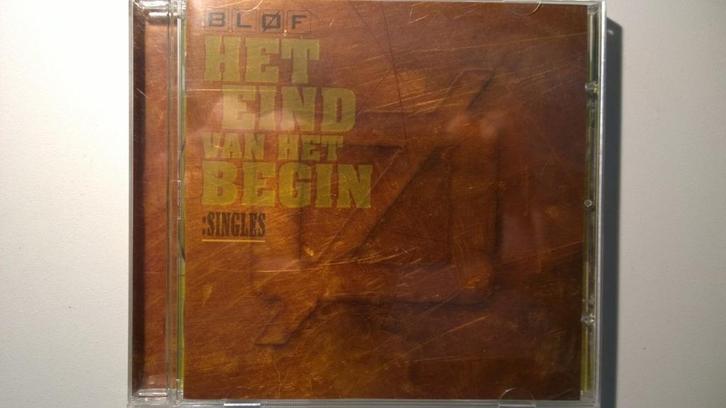 BLØF
HET
EIND
VAN HET
BEGIN
:SINGLES